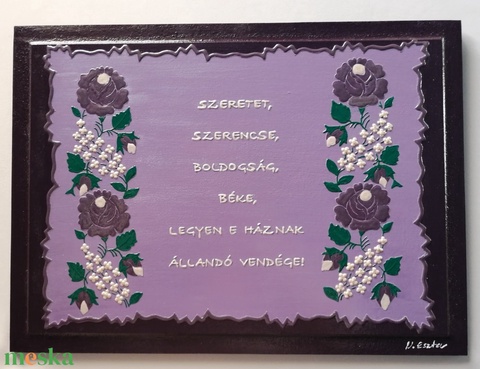 SZERETET,
SZERENCSE,
BOLDOGSÁG,
BÉKE,
LEGYEN E HÁZNAK
ÁLLANDÓ VENDÉGE!
N. Eszter
meska